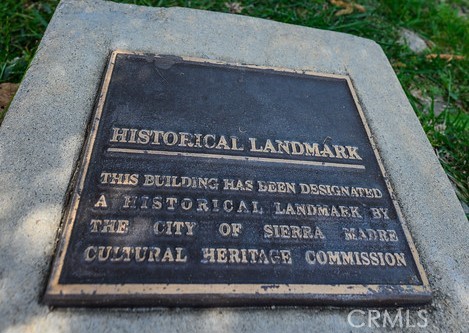 HISTORICAL LANDMARK
THIS BUILDING HAS BEEN DESIGNATED
A HISTORICAL LANDMARK BY
THE CITY OF SIERRA MADRE
CULTURAL HERITAGE COMMISSION
CRMLS